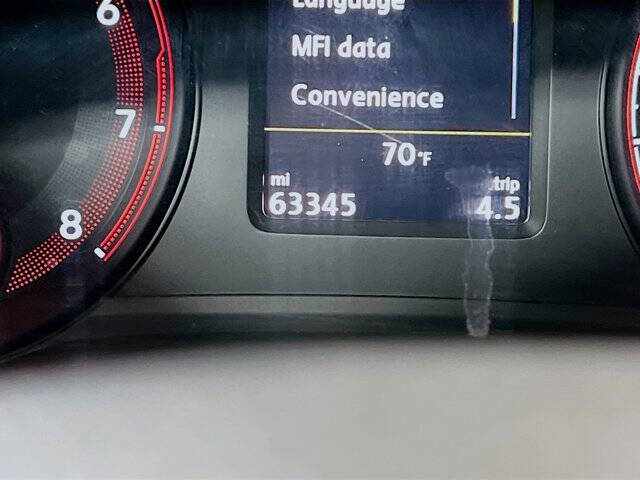 6
Language
MFI data
7
Convenience
70°F
mi
trip
8
63345
4.5